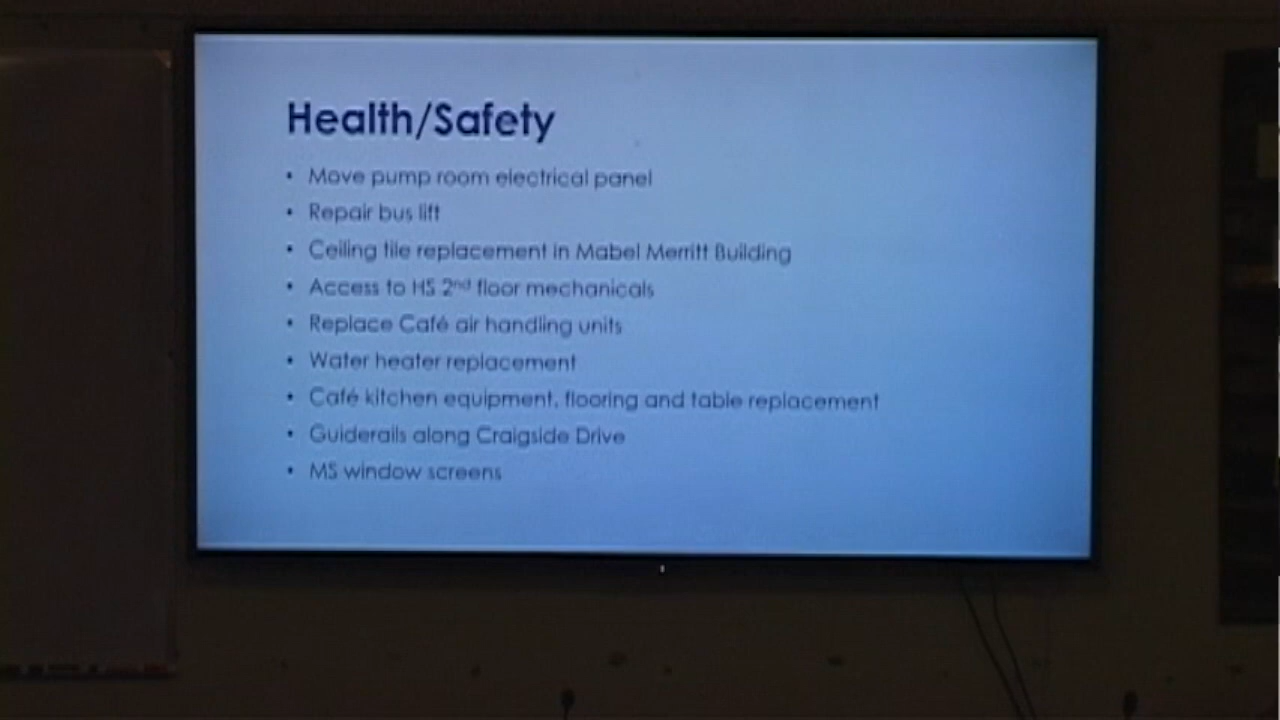 Health/Safety
• Move pump room electrical panel
• Repair bus lift
• Ceiling tile replacement in Mabel Merritt Building
• Access to HS 2nd floor mechanicals
• Replace Café air handling units
• Water heater replacement
• Café kitchen equipment, flooring and table replacement
• Guiderails along Craigside Drive
• MS window screens